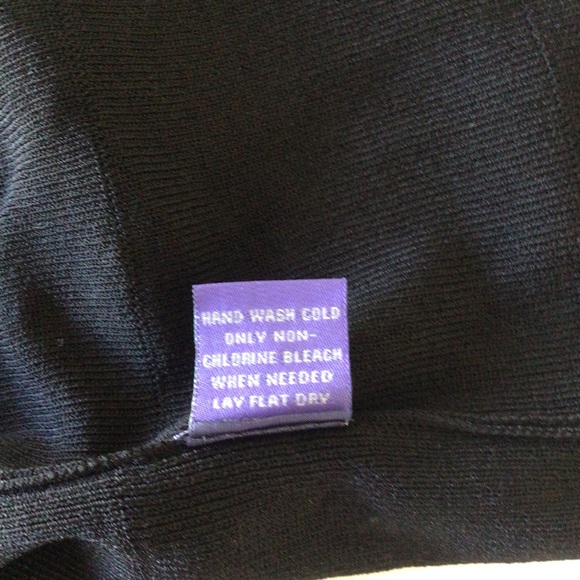 HAND WASH COLD
ONLY NON-
CHLORINE BLEACH
WHEN NEEDED
LAY FLAT DRY